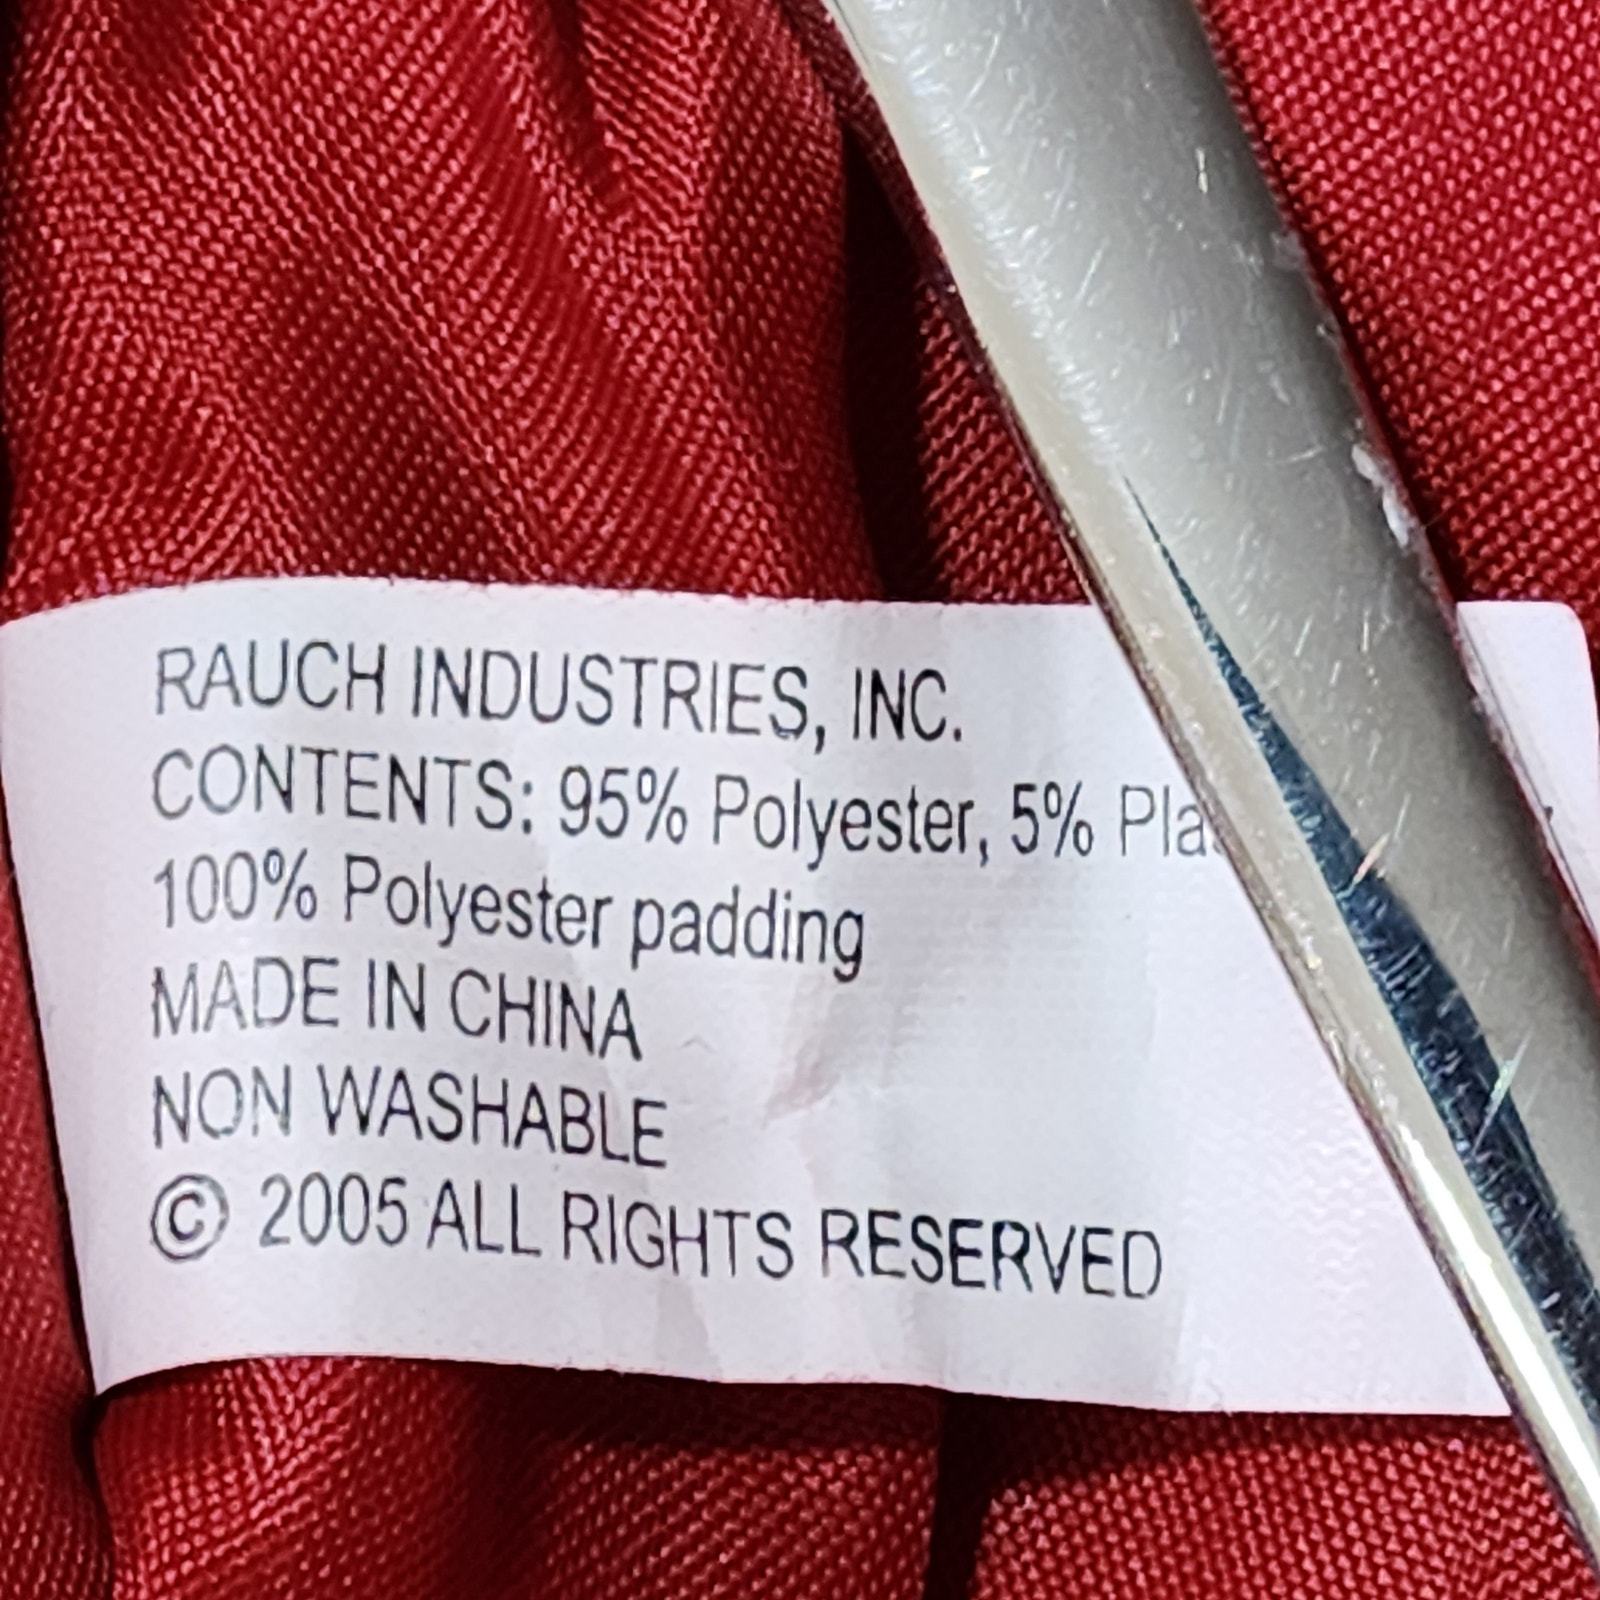 RAUCH INDUSTRIES, INC.
CONTENTS: 95% Polyester, 5%
100% Polyester padding
MADE IN CHINA
NON WASHABLE
© 2005 ALL RIGHTS RESERVED